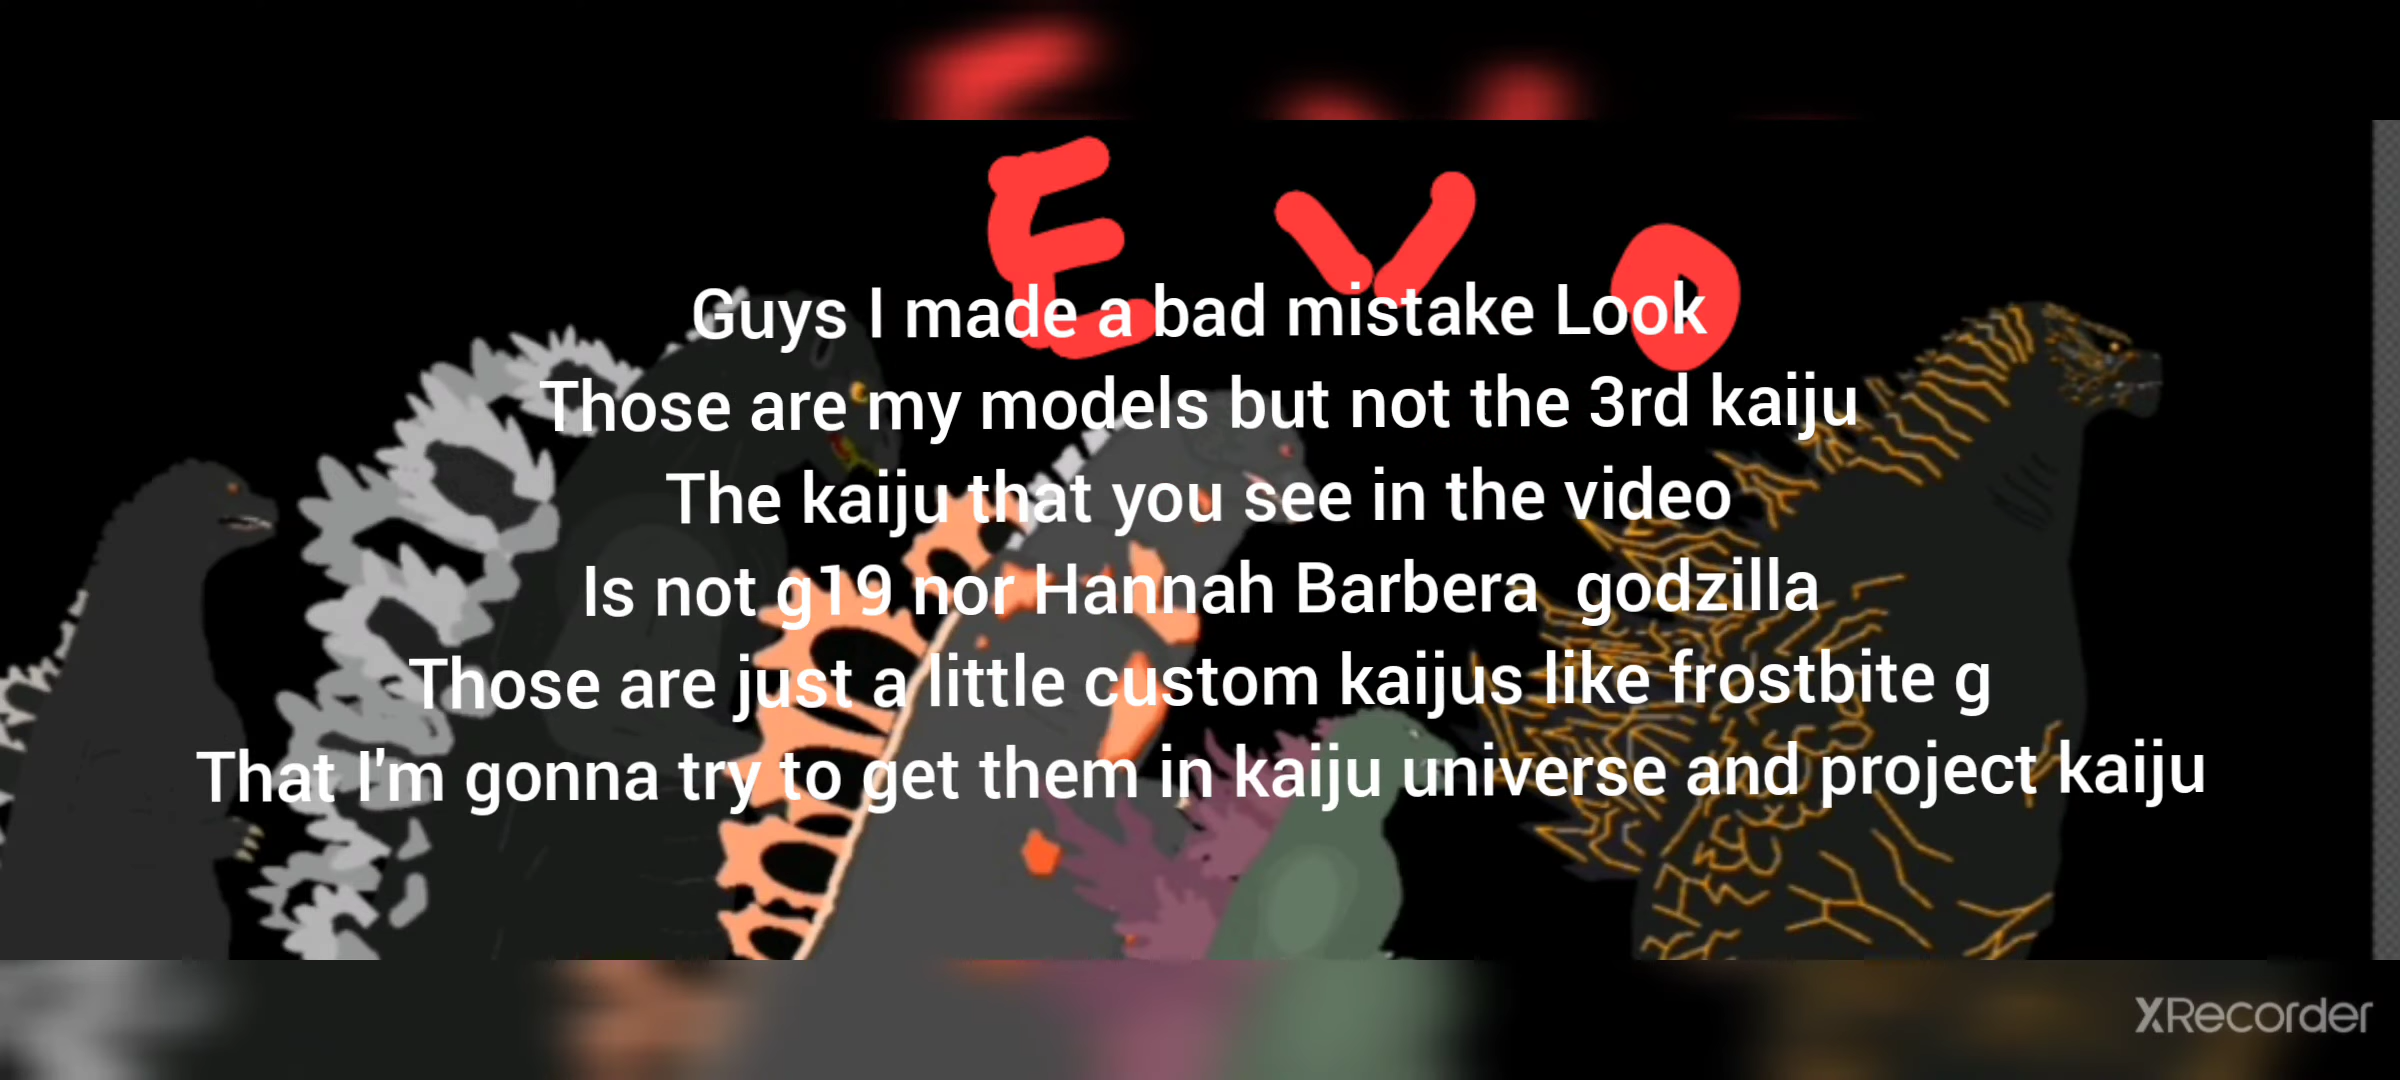 E V O
Guys I made a bad mistake Look
Those are my models but not the 3rd kaiju
The kaiju that you see in the video
Is not g19 nor Hannah Barbera  godzilla
Those are just a little custom kaijus like frostbite g
That I'm gonna try to get them in kaiju universe and project kaiju
XRecorder